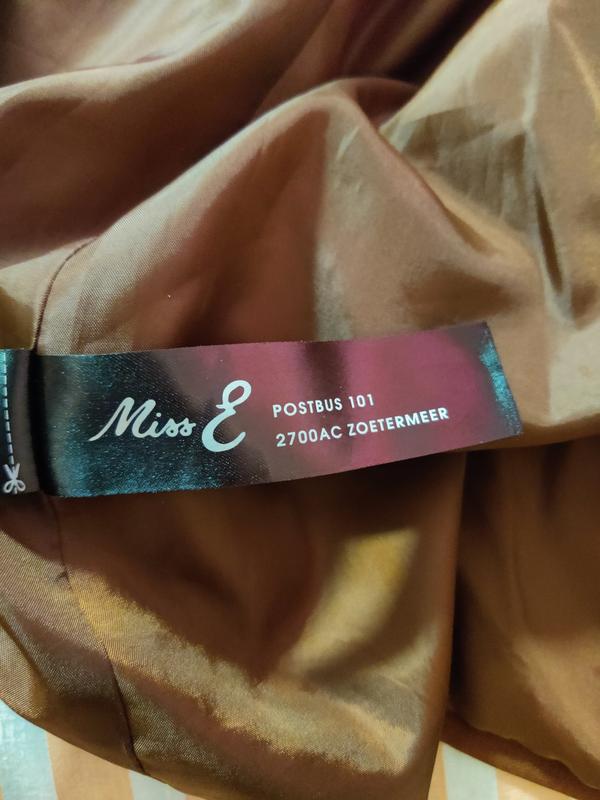 Miss E
POSTBUS 101
2700AC ZOETERMEER